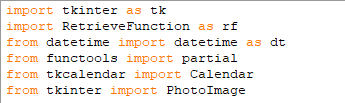 import tkinter as tk
import RetrieveFunction as rf
from datetime import datetime as dt
from functools import partial
from tkcalendar import Calendar
from tkinter import PhotoImage